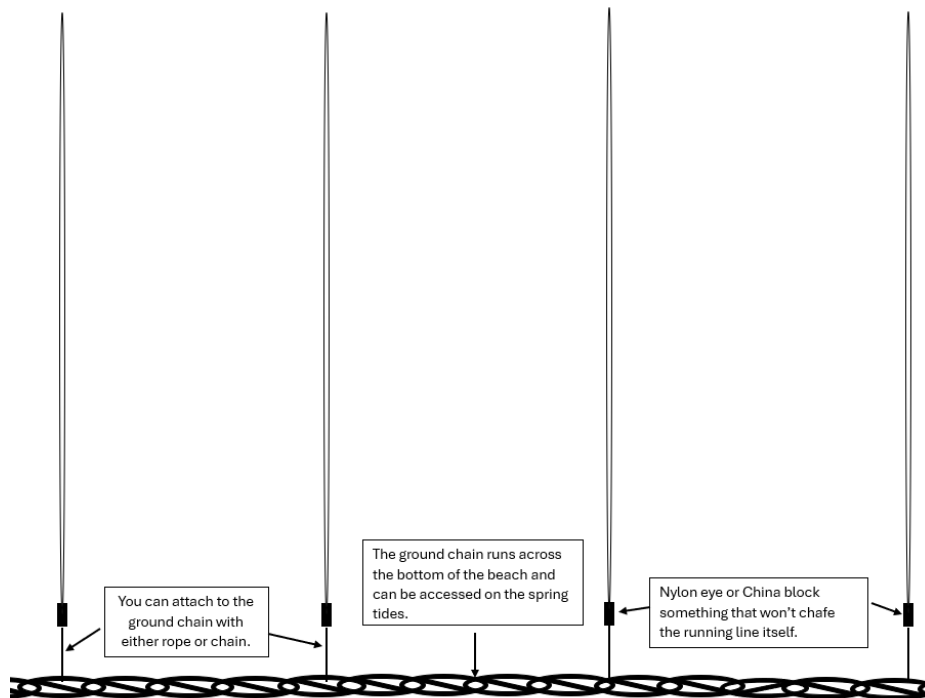 The ground chain runs across
the bottom of the beach and
can be accessed on the spring
tides.
You can attach to the
ground chain with
either rope or chain.
Nylon eye or China block
something that won’t chafe
the running line itself.